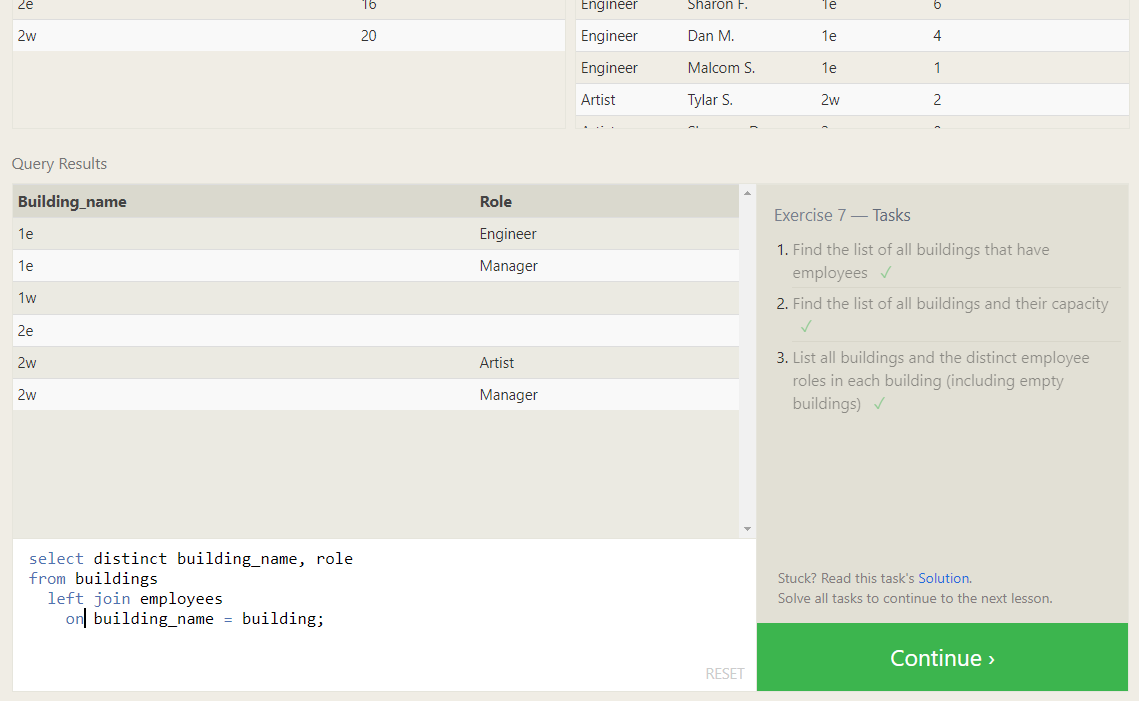 2e 16
2w 20
Engineer Sharon F. 1e 6
Engineer Dan M. 1e 4
Engineer Malcom S. 1e 1
Artist Tylar S. 2w 2
Query Results
Building_name Role
1e Engineer
1e Manager
1w
2e
2w Artist
2w Manager
Exercise 7 — Tasks
1. Find the list of all buildings that have
employees ✓
2. Find the list of all buildings and their capacity
✓
3. List all buildings and the distinct employee
roles in each building (including empty
buildings) ✓
select distinct building_name, role
from buildings
left join employees
on building_name = building;
RESET
Stuck? Read this task's Solution.
Solve all tasks to continue to the next lesson.
Continue ›